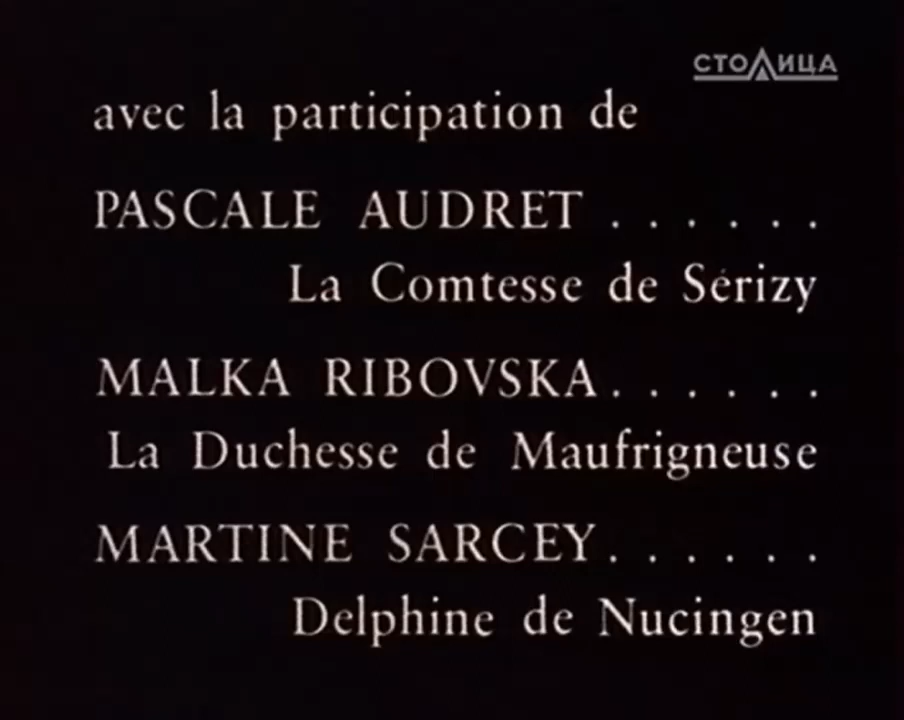 СТОЛИЦА
avec la participation de
PASCALE AUDRET . . . . . .
La Comtesse de Sérizy
MALKA RIBOVSKA . . . . . .
La Duchesse de Maufrigneuse
MARTINE SARCEY . . . . . .
Delphine de Nucingen